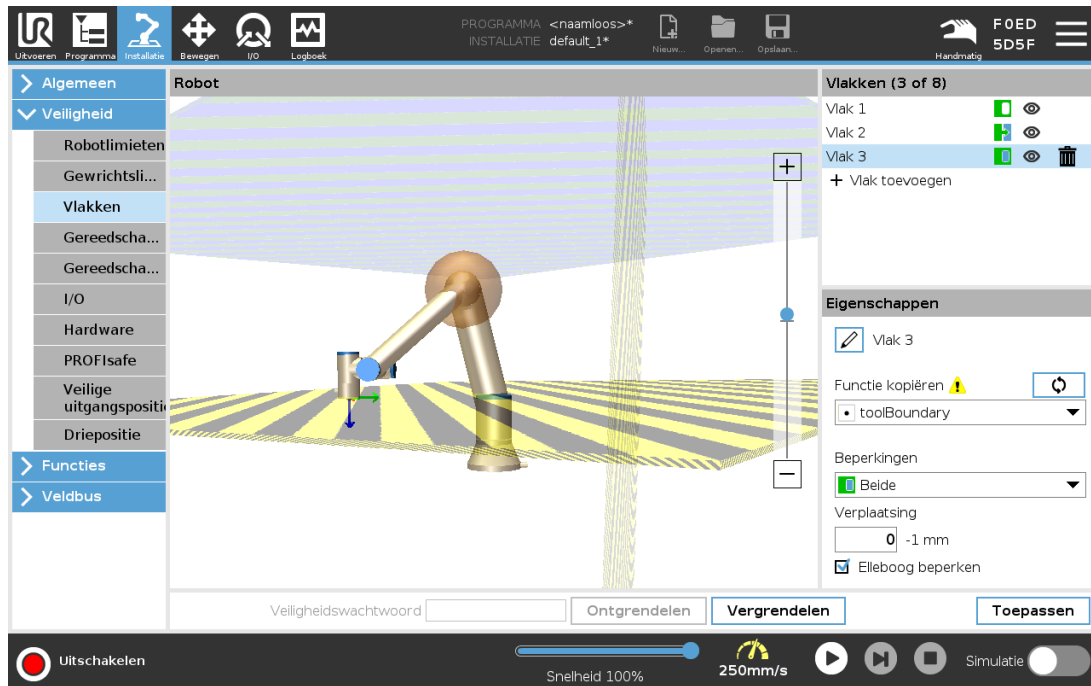 PROGRAMMA <naamloos>*
INSTALLATIE default_1*
F0ED
5D5F
Uitvoeren Programma Installatie Bewegen I/O Logboek Nieuw... Openen... Opslaan... Handmatig
Algemeen
Veiligheid
Robotlimieten
Gewrichtsli...
Vlakken
Gereedscha...
Gereedscha...
I/O
Hardware
PROFIsafe
Veilige
uitgangspositi
Driepositie
Functies
Veldbus
Robot
Vlakken (3 of 8)
Vlak 1
Vlak 2
Vlak 3
+ Vlak toevoegen
Eigenschappen
Vlak 3
Functie kopiëren
toolBoundary
Beperkingen
Beide
Verplaatsing
0 -1 mm
Elleboog beperken
Veiligheidswachtwoord Ontgrendelen Vergrendelen Toepassen
Uitschakelen
Snelheid 100%
250mm/s
Simulatie